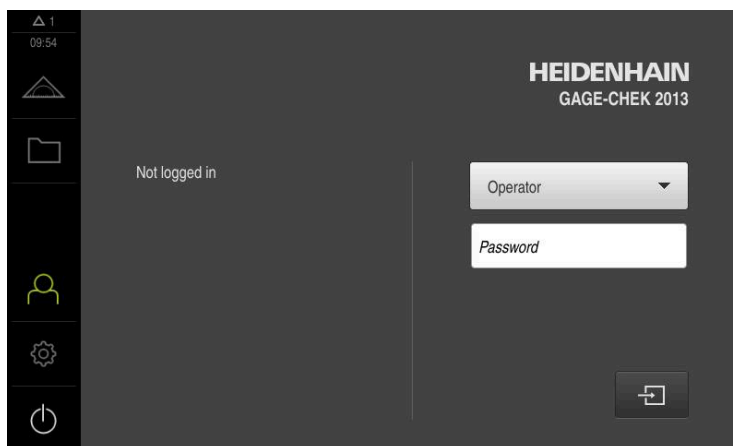 1
09:54
HEIDENHAIN
GAGE-CHEK 2013
Not logged in
Operator
Password